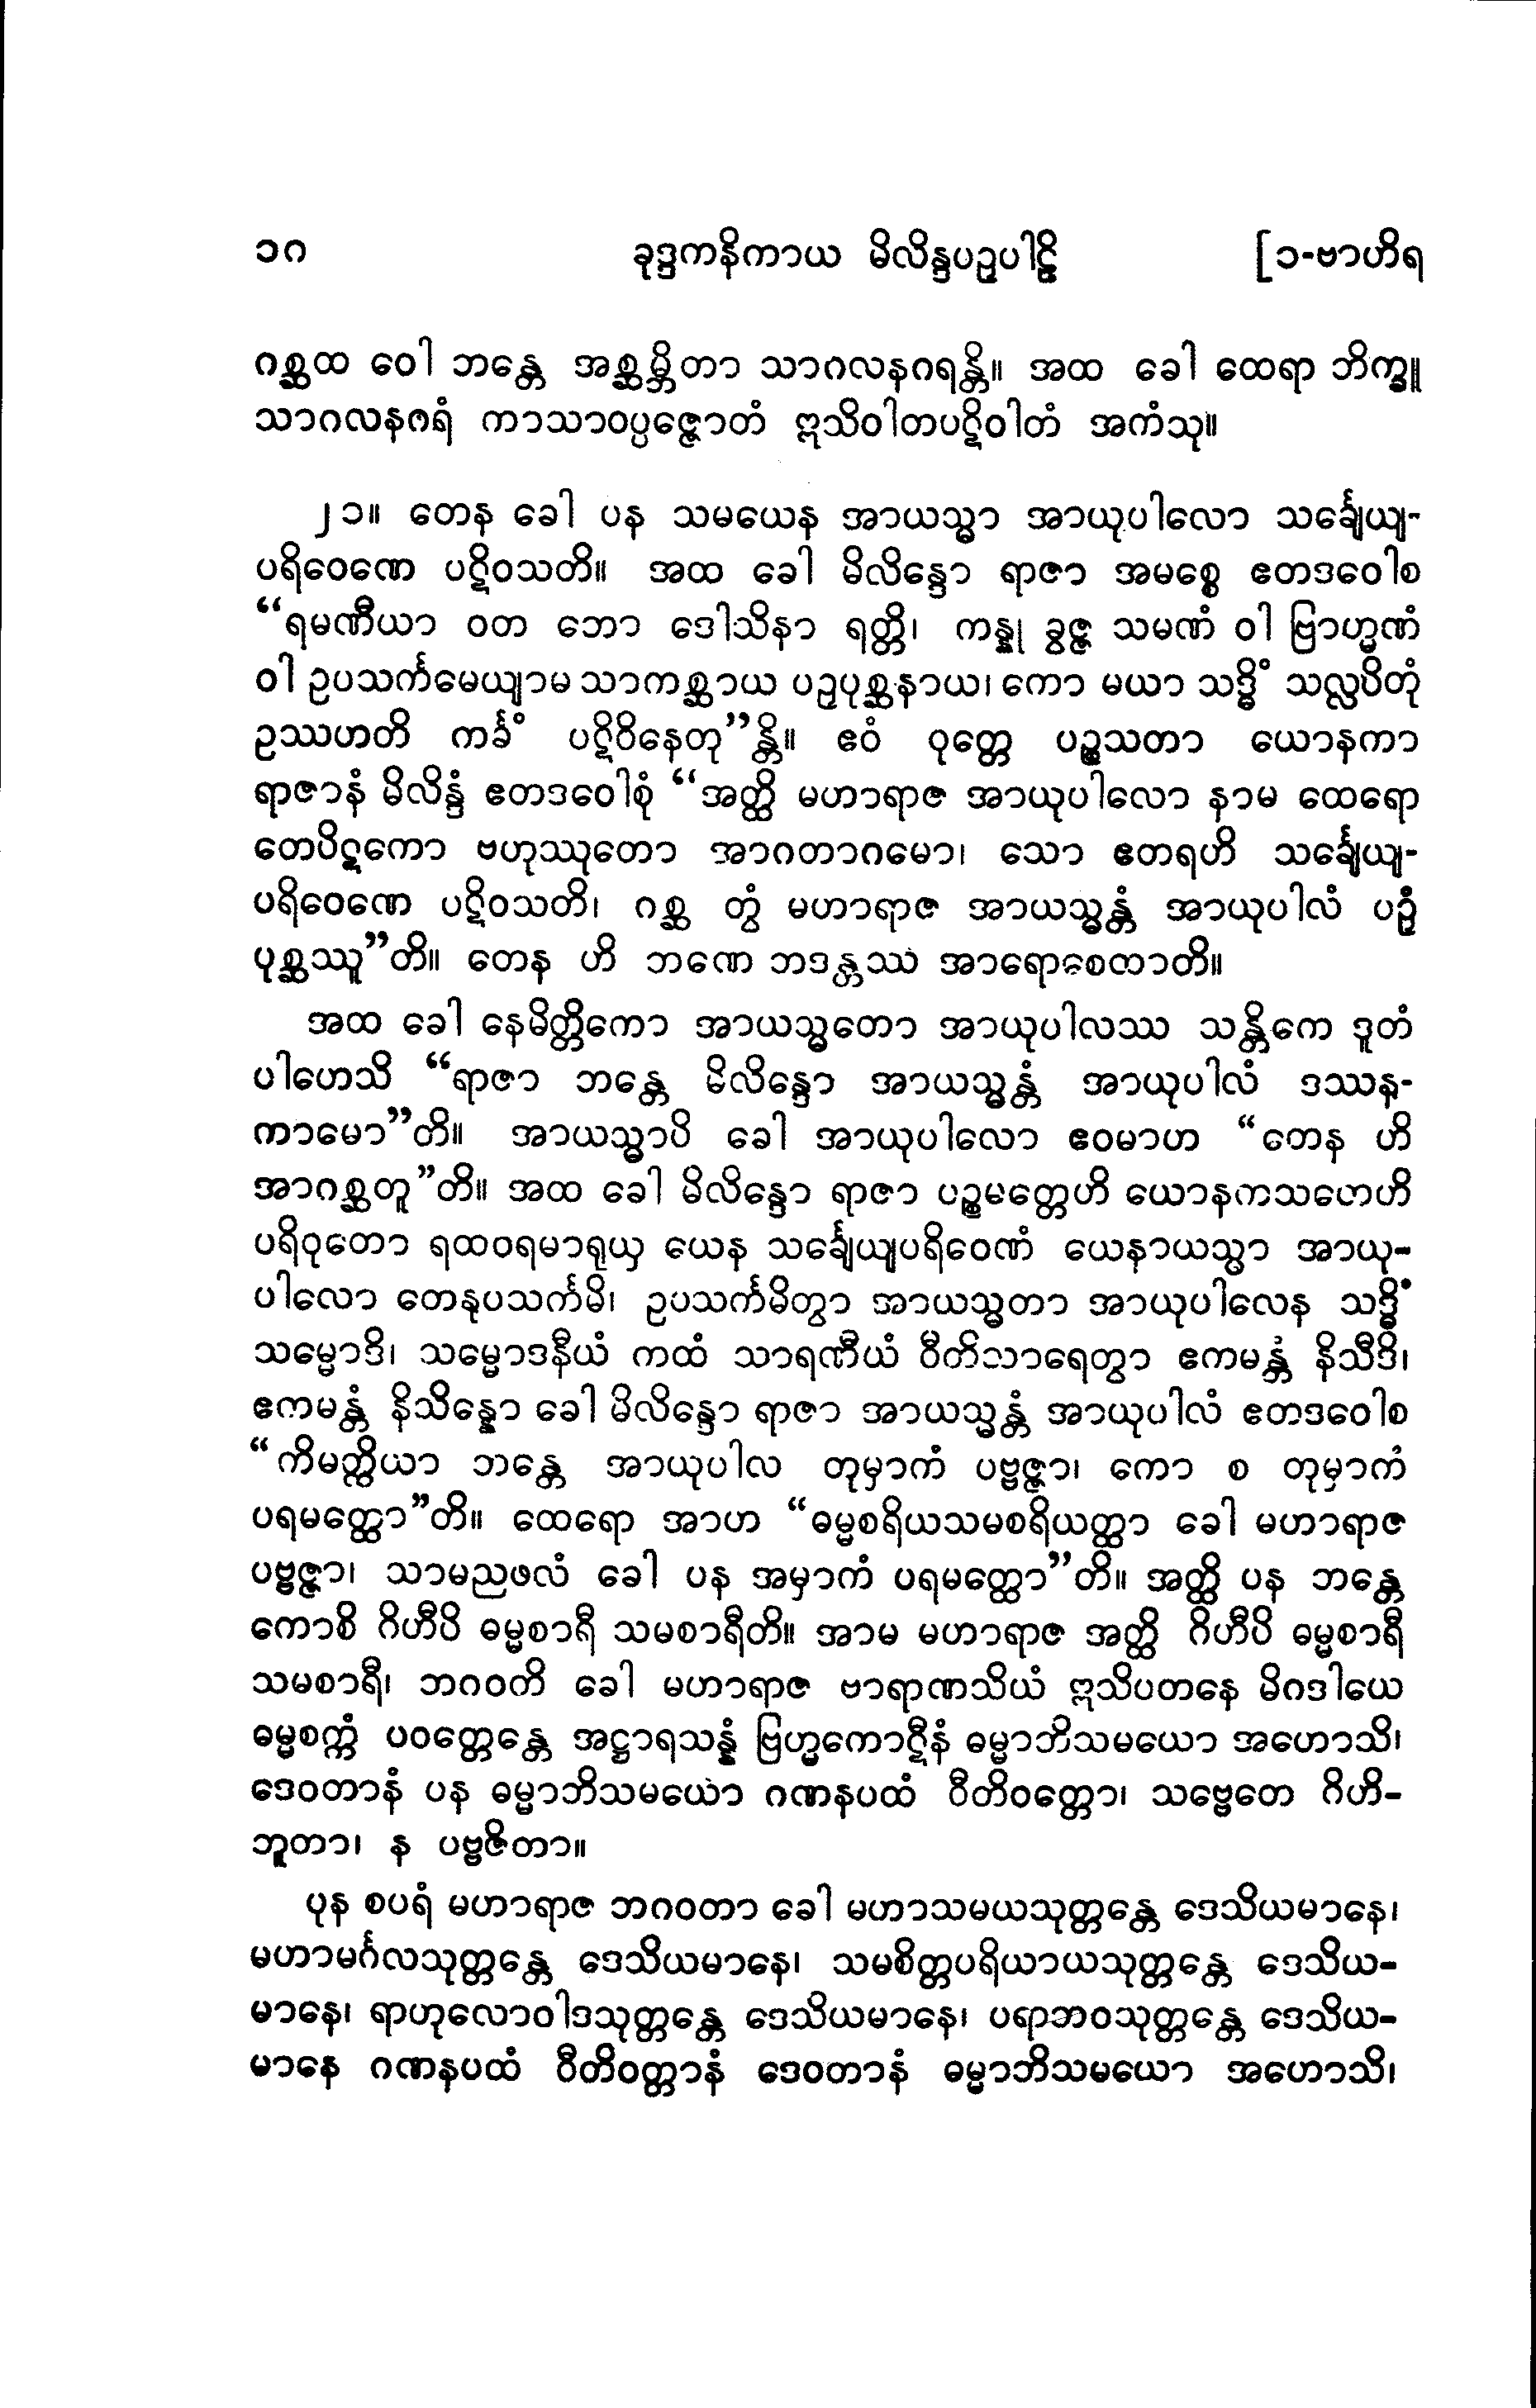 ၁ဂ ခုဒ္ဒကနိကာယ မိလိန္ဒပဉှပါဠိ [၁-ဗာဟိရ
ဂစ္ဆထ ဝေါ ဘန္တေ အစ္ဆမ္ဘိတာ သာဂလနဂရန္တိ။ အထ ခေါ ထေရာ ဘိက္ခူ
သာဂလနဂရံ ကာသာဝပ္ပဇ္ဇောတံ ဣသိဝါတပဋိဝါတံ အကံသု။
၂၁။ တေန ခေါ ပန သမယေန အာယသ္မာ အာယုပါလော သင်္ချေယျ-
ပရိဝေဏေ ပဋိဝသတိ။ အထ ခေါ မိလိန္ဒော ရာဇာ အမစ္စေ ဧတဒဝေါစ
“ရမဏီယာ ဝတ ဘော ဒေါသိနာ ရတ္တိ၊ ကန္နု ခွဇ္ဇ သမဏံ ဝါ ဗြာဟ္မဏံ
ဝါ ဥပသင်္ကမေယျာမ သာကစ္ဆာယ ပဉှပုစ္ဆနာယ၊ ကော မယာ သဒ္ဓိံ သလ္လပိတုံ
ဥဿဟတိ ကင်္ခံ ပဋိဝိနေတု”န္တိ။ ဧဝံ ဝုတ္တေ ပဉ္စသတာ ယောနကာ
ရာဇာနံ မိလိန္ဒံ ဧတဒဝေါစုံ “အတ္ထိ မဟာရာဇ အာယုပါလော နာမ ထေရော
တေပိဋကော ဗဟုဿုတော အာဂတာဂမော၊ သော ဧတရဟိ သင်္ချေယျ-
ပရိဝေဏေ ပဋိဝသတိ၊ ဂစ္ဆ တွံ မဟာရာဇ အာယသ္မန္တံ အာယုပါလံ ပဉှံ
ပုစ္ဆဿူ”တိ။ တေန ဟိ ဘဏေ ဘဒန္တဿ အာရောစေထာတိ။
အထ ခေါ နေမိတ္တိကော အာယသ္မတော အာယုပါလဿ သန္တိကေ ဒူတံ
ပါဟေသိ “ရာဇာ ဘန္တေ မိလိန္ဒော အာယသ္မန္တံ အာယုပါလံ ဒဿန-
ကာမော”တိ။ အာယသ္မာပိ ခေါ အာယုပါလော ဧဝမာဟ “တေန ဟိ
အာဂစ္ဆတူ”တိ။ အထ ခေါ မိလိန္ဒော ရာဇာ ပဉ္စမတ္တေဟိ ယောနကသတေဟိ
ပရိဝုတော ရထဝရမာရုယှ ယေန သင်္ချေယျပရိဝေဏံ ယေနာယသ္မာ အာယု-
ပါလော တေနုပသင်္ကမိ၊ ဥပသင်္ကမိတွာ အာယသ္မတာ အာယုပါလေန သဒ္ဓိံ
သမ္မောဒိ၊ သမ္မောဒနီယံ ကထံ သာရဏီယံ ဝီတိသာရေတွာ ဧကမန္တံ နိသီဒိ၊
ဧကမန္တံ နိသိန္နော ခေါ မိလိန္ဒော ရာဇာ အာယသ္မန္တံ အာယုပါလံ ဧတဒဝေါစ
“ကိမတ္ထိယာ ဘန္တေ အာယုပါလ တုမှာကံ ပဗ္ဗဇ္ဇာ၊ ကော စ တုမှာကံ
ပရမတ္ထော”တိ။ ထေရော အာဟ “ဓမ္မစရိယသမစရိယတ္ထာ ခေါ မဟာရာဇ
ပဗ္ဗဇ္ဇာ၊ သာမညဖလံ ခေါ ပန အမှာကံ ပရမတ္ထော”တိ။ အတ္ထိ ပန ဘန္တေ
ကောစိ ဂိဟီပိ ဓမ္မစာရီ သမစာရီတိ။ အာမ မဟာရာဇ အတ္ထိ ဂိဟီပိ ဓမ္မစာရီ
သမစာရီ၊ ဘဂဝတိ ခေါ မဟာရာဇ ဗာရာဏသိယံ ဣသိပတနေ မိဂဒါယေ
ဓမ္မစက္ကံ ပဝတ္တေန္တေ အဋ္ဌာရသန္နံ ဗြဟ္မကောဋီနံ ဓမ္မာဘိသမယော အဟောသိ၊
ဒေဝတာနံ ပန ဓမ္မာဘိသမယော ဂဏနပထံ ဝီတိဝတ္တော၊ သဗ္ဗေတေ ဂိဟိ-
ဘူတာ၊ န ပဗ္ဗဇိတာ။
ပုန စပရံ မဟာရာဇ ဘဂဝတာ ခေါ မဟာသမယသုတ္တန္တေ ဒေသိယမာနေ၊
မဟာမင်္ဂလသုတ္တန္တေ ဒေသိယမာနေ၊ သမစိတ္တပရိယာယသုတ္တန္တေ ဒေသိယ-
မာနေ၊ ရာဟုလောဝါဒသုတ္တန္တေ ဒေသိယမာနေ၊ ပရာဘဝသုတ္တန္တေ ဒေသိယ-
မာနေ ဂဏနပထံ ဝီတိဝတ္တာနံ ဒေဝတာနံ ဓမ္မာဘိသမယော အဟောသိ၊